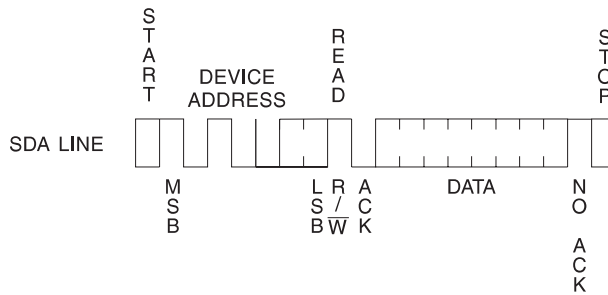 START
DEVICE
ADDRESS
READ
STOP
SDA LINE
MSB
LSB
R/W
ACK
DATA
NO ACK